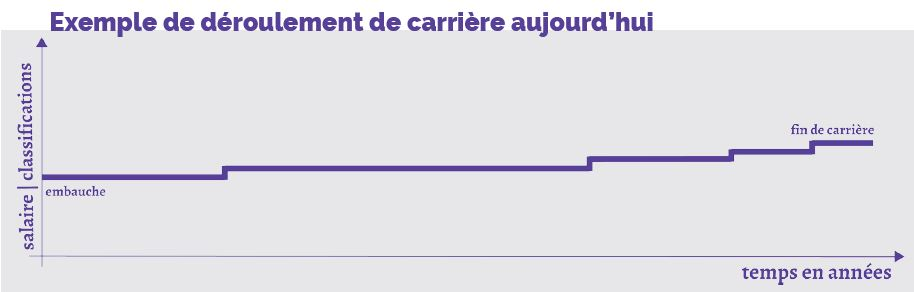 Exemple de déroulement de carrière aujourd’hui
salaire | classifications
fin de carrière
embauche
temps en années